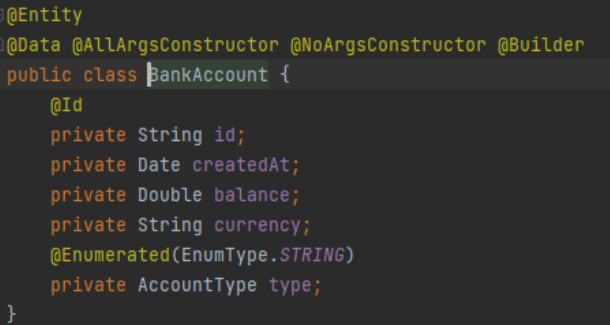 @Entity
@Data @AllArgsConstructor @NoArgsConstructor @Builder
public class BankAccount {
    @Id
    private String id;
    private Date createdAt;
    private Double balance;
    private String currency;
    @Enumerated(EnumType.STRING)
    private AccountType type;
}